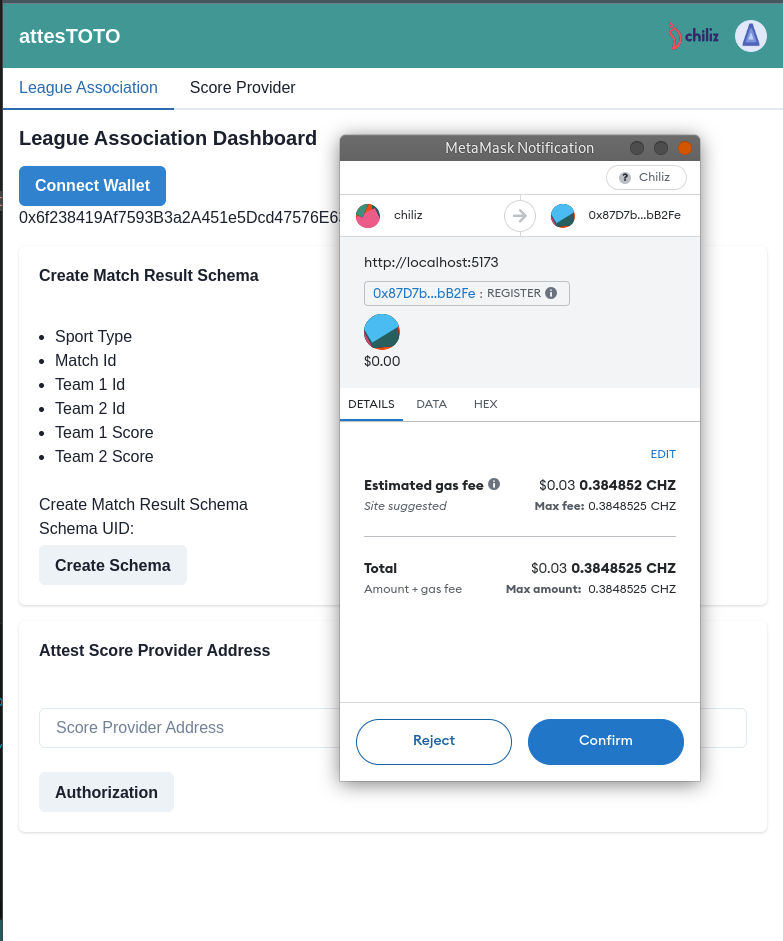 attesTOTO
chiliz
League Association
Score Provider
League Association Dashboard
Connect Wallet
0x6f238419Af7593B3a2A451e5Dcd47576E6
Create Match Result Schema
Sport Type
Match Id
Team 1 Id
Team 2 Id
Team 1 Score
Team 2 Score
Create Match Result Schema
Schema UID:
Create Schema
Attest Score Provider Address
Score Provider Address
Authorization
MetaMask Notification
? Chiliz
chiliz
0x87D7b...bB2Fe
http://localhost:5173
0x87D7b...bB2Fe : REGISTER
$0.00
DETAILS DATA HEX
EDIT
Estimated gas fee $0.03 0.384852 CHZ
Site suggested Max fee: 0.3848525 CHZ
Total $0.03 0.3848525 CHZ
Amount + gas fee Max amount: 0.3848525 CHZ
Reject
Confirm